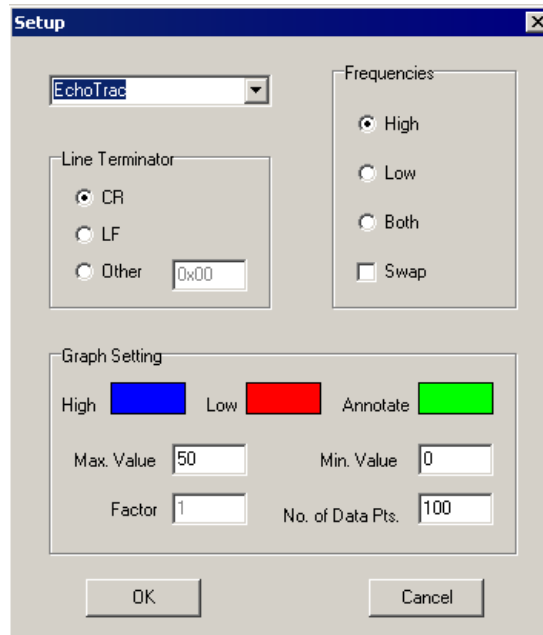 Setup
EchoTrac
Line Terminator
CR
LF
Other 0x00
Frequencies
High
Low
Both
Swap
Graph Setting
High Low Annotate
Max. Value 50 Min. Value 0
Factor 1 No. of Data Pts. 100
OK Cancel